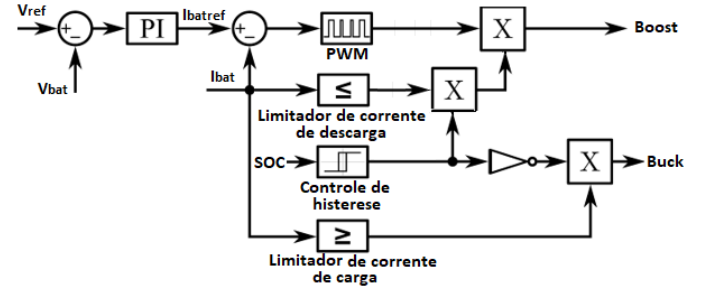 Vref
Ibatref
PI
PWM
X
Boost
Vbat
Ibat
≤
X
Limitador de corrente
de descarga
SOC
Controle de
histerese
X
Buck
≥
Limitador de corrente
de carga